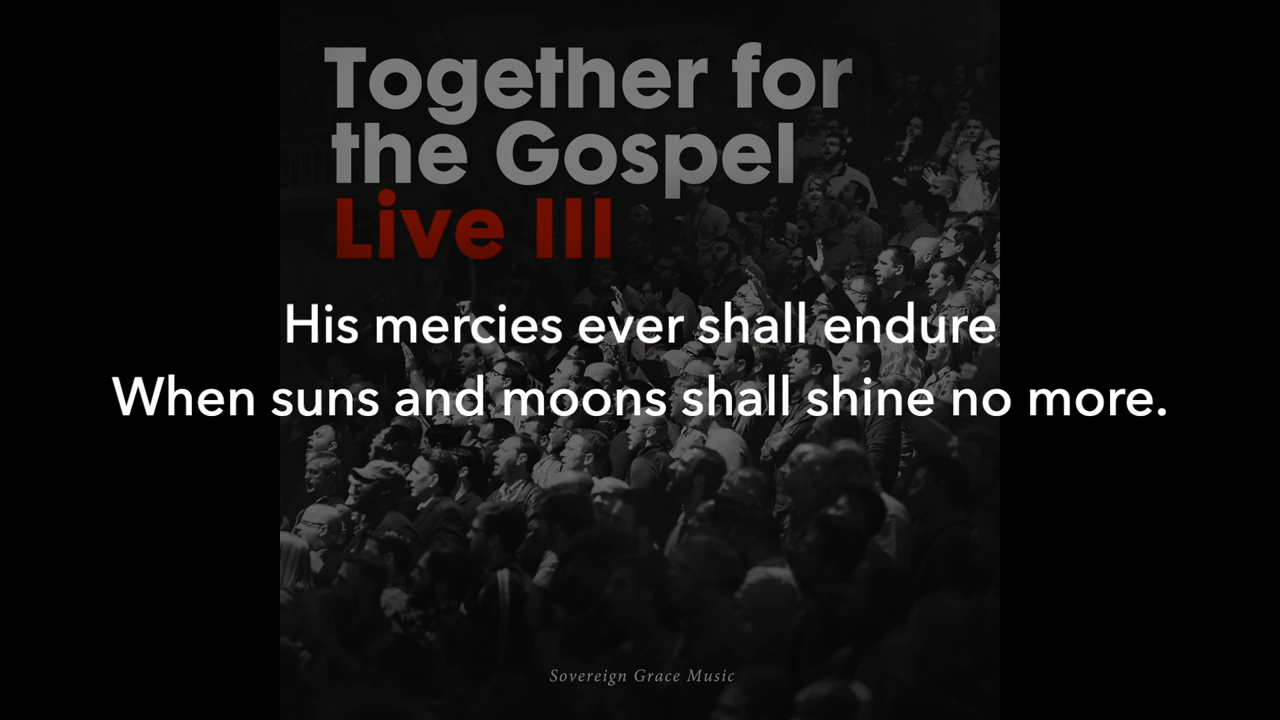 Together for
the Gospel
Live III
His mercies ever shall endure
When suns and moons shall shine no more.
Sovereign Grace Music